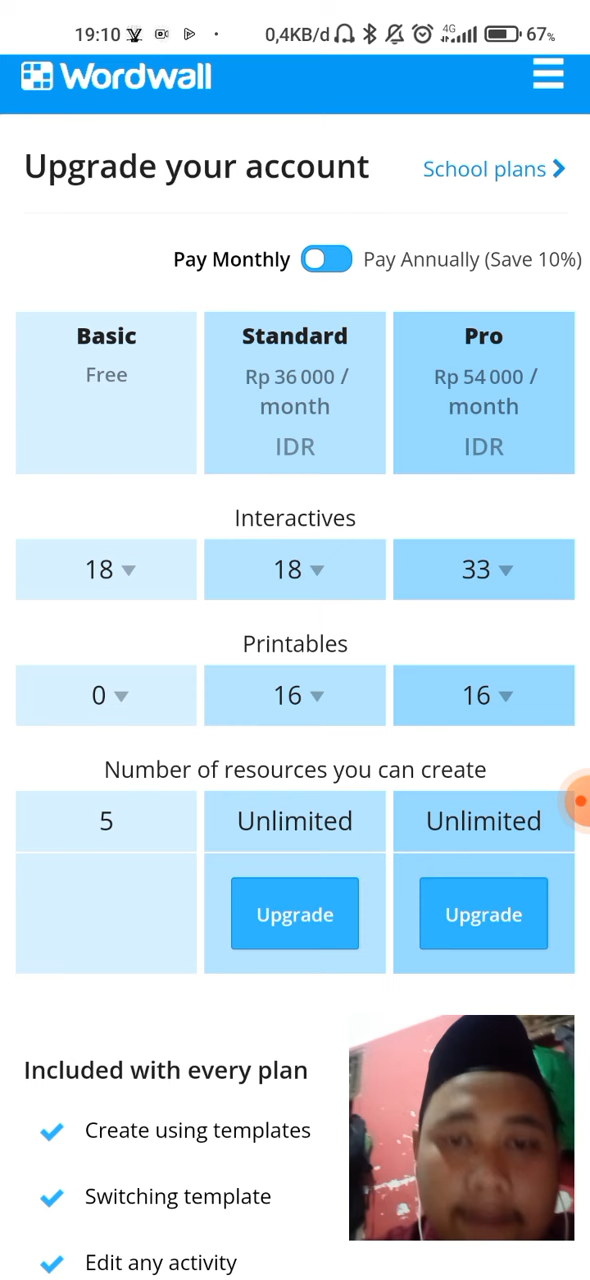 19:10 0,4KB/d 4G 67%
Wordwall
Upgrade your account School plans
Pay Monthly Pay Annually (Save 10%)
Basic Standard Pro
Free Rp 36 000 / month IDR Rp 54 000 / month IDR
Interactives
18 18 33
Printables
0 16 16
Number of resources you can create
5 Unlimited Unlimited
Upgrade Upgrade
Included with every plan
Create using templates
Switching template
Edit any activity